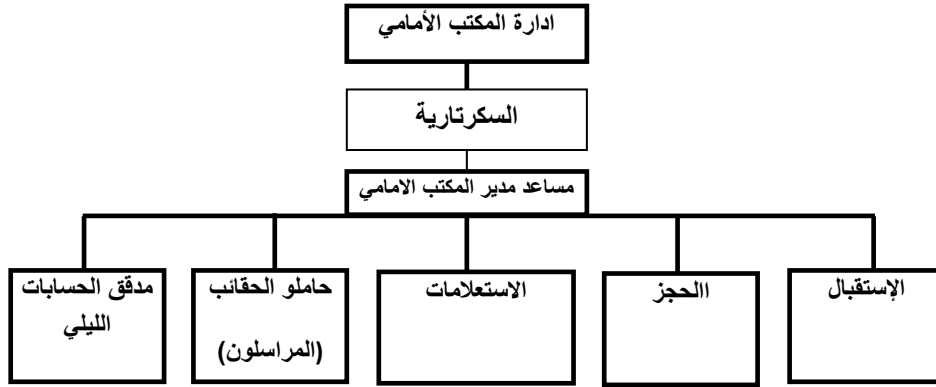 ادارة المكتب الأمامي
السكرتارية
مساعد مدير المكتب الامامي
الإستقبال
االحجز
الاستعلامات
حاملو الحقائب
(المراسلون)
مدقق الحسابات
الليلي